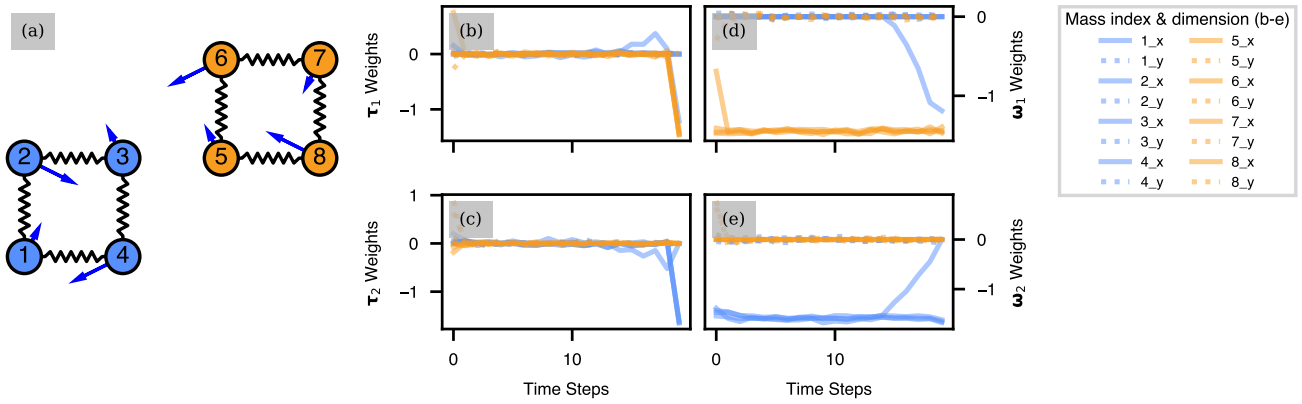 (a)
6
7
5
8
2
3
1
4
(b)
0
−1
τ1 Weights
(d)
0
−1
3₁ Weights
(c)
1
0
−1
τ2 Weights
0
10
Time Steps
(e)
0
−1
3₂ Weights
0
10
Time Steps
Mass index & dimension (b-e)
1_x 5_x
1_y 5_y
2_x 6_x
2_y 6_y
3_x 7_x
3_y 7_y
4_x 8_x
4_y 8_y